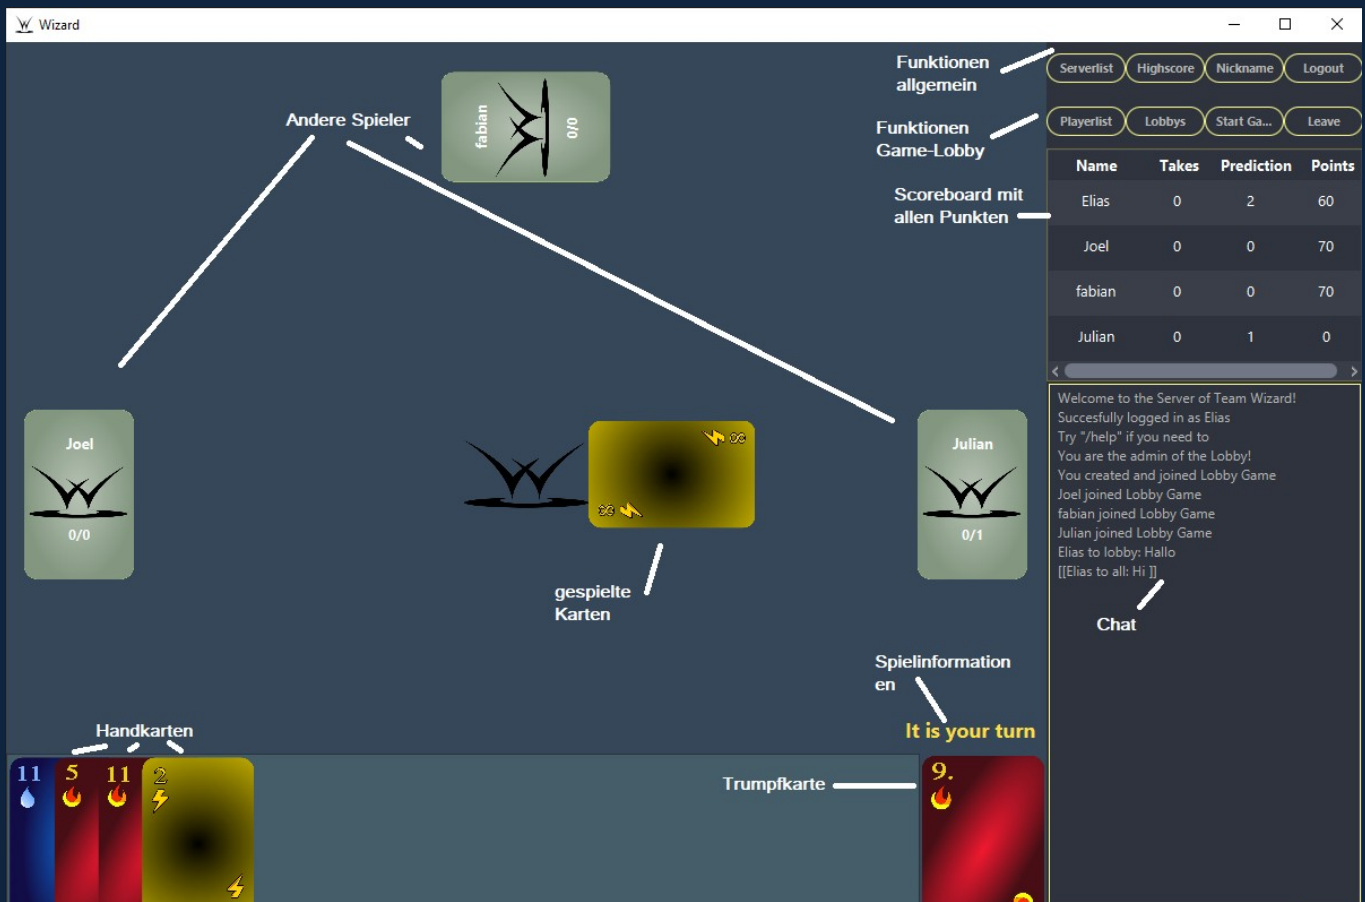 Wizard
Funktionen
allgemein
Serverlist Highscore Nickname Logout
Andere Spieler
fabian
0/0
Funktionen
Game-Lobby
Playerlist Lobbys Start Ga... Leave
Scoreboard mit
allen Punkten
Name Takes Prediction Points
Elias 0 2 60
Joel 0 0 70
fabian 0 0 70
Julian 0 1 0
Joel
0/0
∞
∞
gespielte
Karten
Julian
0/1
Welcome to the Server of Team Wizard!
Succesfully logged in as Elias
Try "/help" if you need to
You are the admin of the Lobby!
You created and joined Lobby Game
Joel joined Lobby Game
fabian joined Lobby Game
Julian joined Lobby Game
Elias to lobby: Hallo
[[Elias to all: Hi ]]
Chat
Spielinformation
en
It is your turn
Handkarten
11 5 11 2
Trumpfkarte
9.